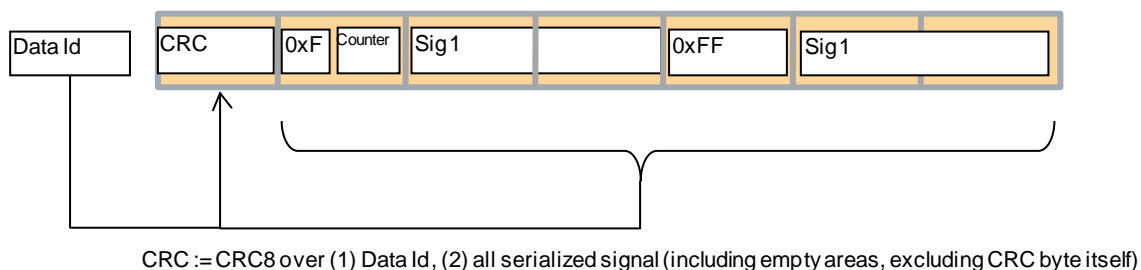 Data Id
CRC
0xF
Counter
Sig1
0xFF
Sig1
CRC := CRC8 over (1) Data Id, (2) all serialized signal (including empty areas, excluding CRC byte itself)